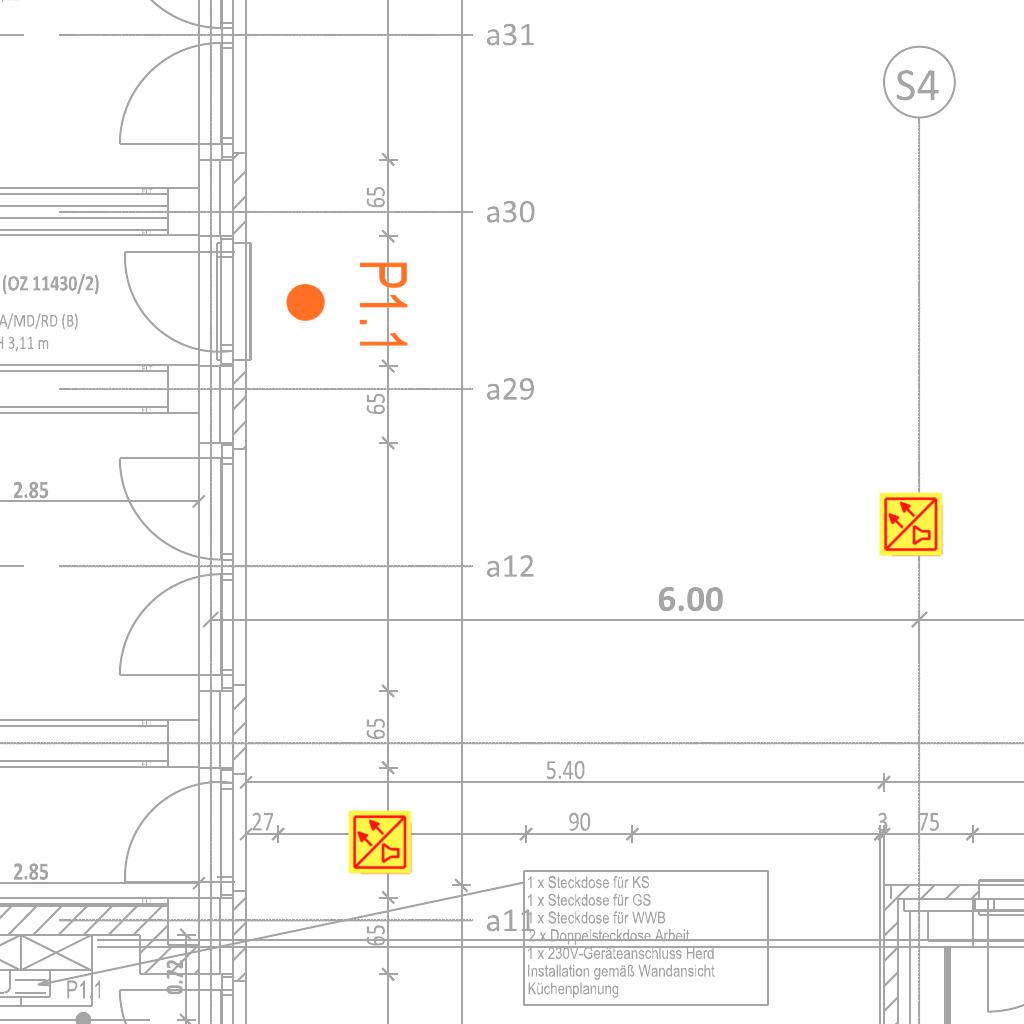 a31
S4
65
a30
(OZ 11430/2)
P1.1
A/MD/RD (B)
H 3,11 m
a29
65
2.85
a12
6.00
65
5.40
27
90
3
75
2.85
1 x Steckdose für KS
1 x Steckdose für GS
a11
1 x Steckdose für WWB
65
2 x Doppelsteckdose Arbeit
1 x 230V-Geräteanschluss Herd
Installation gemäß Wandansicht
Küchenplanung
0.72
P1.1